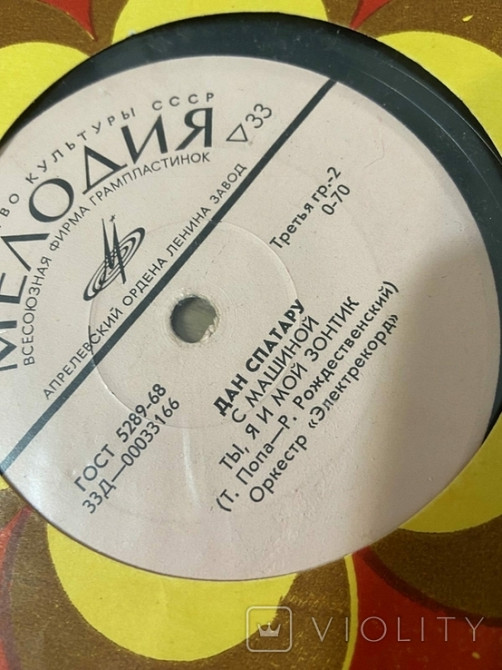 КУЛЬТУРЫ СССР
МЕЛОДИЯ
ВСЕСОЮЗНАЯ ФИРМА ГРАМПЛАСТИНОК
АПРЕЛЕВСКИЙ ОРДЕНА ЛЕНИНА ЗАВОД
▽33
Третья гр.-2
0-70
ГОСТ 5289-68
33Д—00033166
ДАН СПАТАРУ
С МАШИНОЙ
ТЫ, Я И МОЙ ЗОНТИК
(Т. Попа—Р. Рождественский)
Оркестр «Электрекорд»
VIOLITY